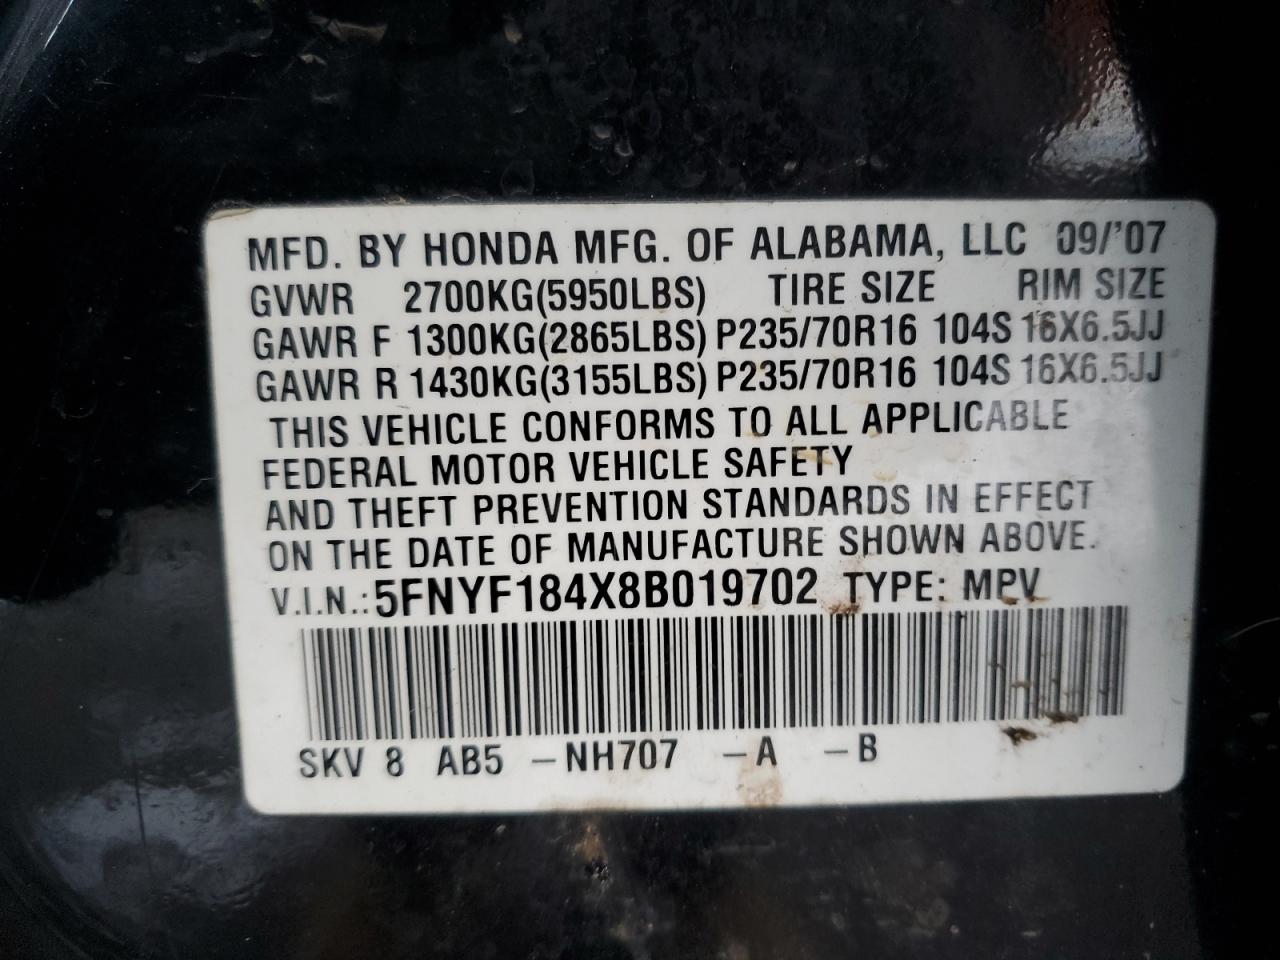 MFD. BY HONDA MFG. OF ALABAMA, LLC 09/'07
GVWR 2700KG(5950LBS) TIRE SIZE RIM SIZE
GAWR F 1300KG(2865LBS) P235/70R16 104S 16X6.5JJ
GAWR R 1430KG(3155LBS) P235/70R16 104S 16X6.5JJ
THIS VEHICLE CONFORMS TO ALL APPLICABLE
FEDERAL MOTOR VEHICLE SAFETY
AND THEFT PREVENTION STANDARDS IN EFFECT
ON THE DATE OF MANUFACTURE SHOWN ABOVE.
V.I.N.: 5FNYF184X8B019702 TYPE: MPV
SKV 8 AB5 -NH707 -A -B